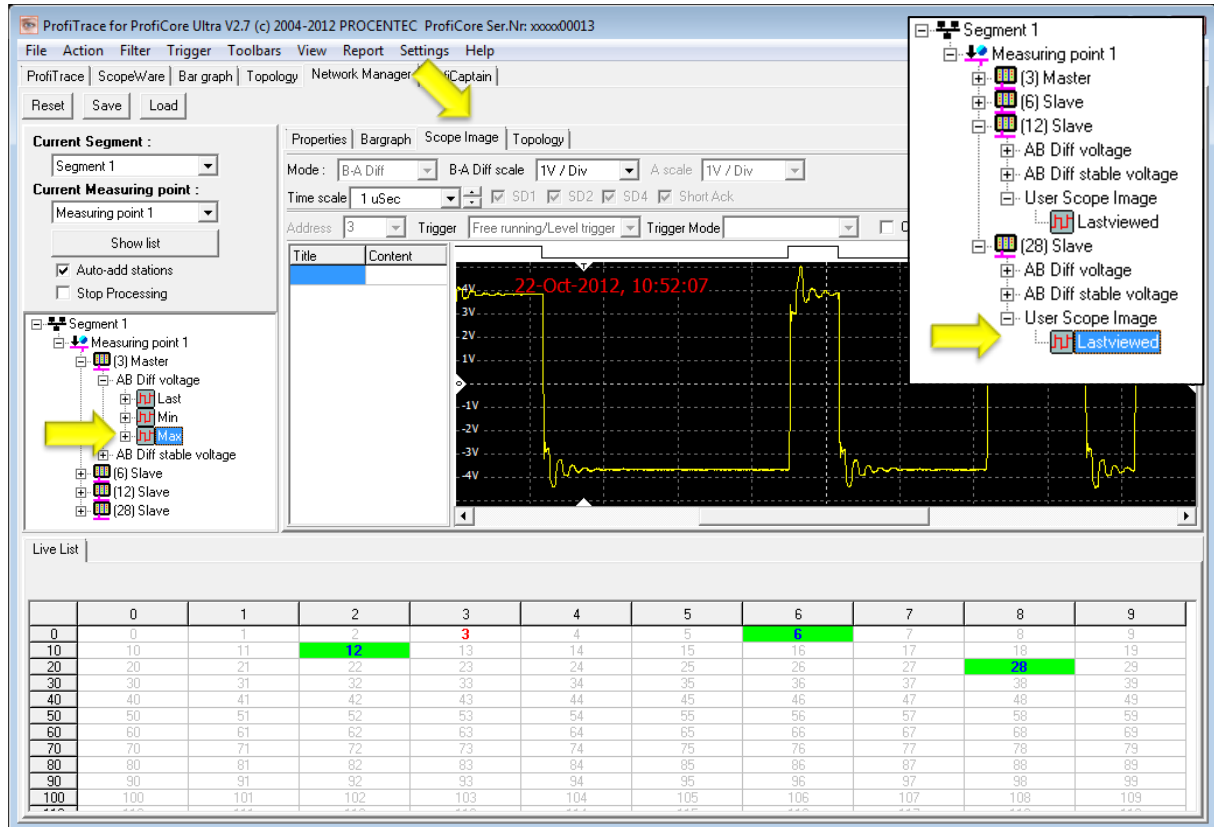 ProfiTrace for ProfiCore Ultra V2.7 (c) 2004-2012 PROCENTEC ProfiCore Ser.Nr: xxxxx00013
File Action Filter Trigger Toolbars View Report Settings Help
ProfiTrace ScopeWare Bar graph Topology Network Manager
Reset Save Load
Current Segment :
Segment 1
Current Measuring point :
Measuring point 1
Show list
Auto-add stations
Stop Processing
Segment 1
Measuring point 1
(3) Master
AB Diff voltage
Last
Min
Max
AB Diff stable voltage
(6) Slave
(12) Slave
(28) Slave
Properties Bargraph Scope Image Topology
Mode : B-A Diff B-A Diff scale 1V / Div A scale 1V / Div
Time scale 1 uSec SD1 SD2 SD4 Short Ack
Address 3 Trigger Free running/Level trigger Trigger Mode
Title Content
T
22-Oct-2012, 10:52:07
4V
3V
2V
1V
-1V
-2V
-3V
-4V
Segment 1
Measuring point 1
(3) Master
(6) Slave
(12) Slave
AB Diff voltage
AB Diff stable voltage
User Scope Image
Lastviewed
(28) Slave
AB Diff voltage
AB Diff stable voltage
User Scope Image
Lastviewed
Live List
0 1 2 3 4 5 6 7 8 9
0 0 1 2 3 4 5 6 7 8 9
10 10 11 12 13 14 15 16 17 18 19
20 20 21 22 23 24 25 26 27 28 29
30 30 31 32 33 34 35 36 37 38 39
40 40 41 42 43 44 45 46 47 48 49
50 50 51 52 53 54 55 56 57 58 59
60 60 61 62 63 64 65 66 67 68 69
70 70 71 72 73 74 75 76 77 78 79
80 80 81 82 83 84 85 86 87 88 89
90 90 91 92 93 94 95 96 97 98 99
100 100 101 102 103 104 105 106 107 108 109